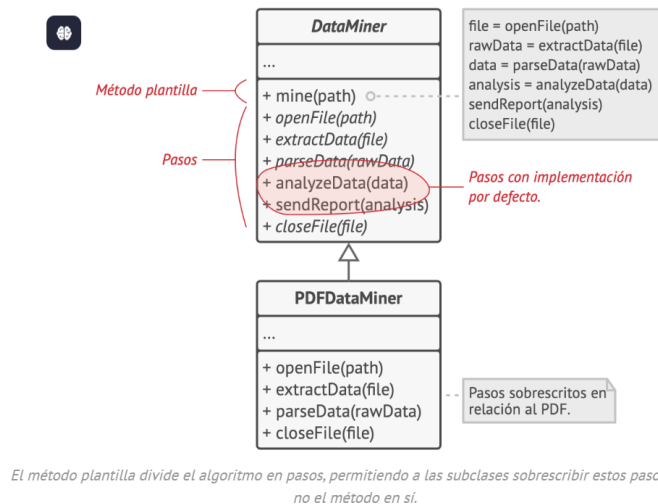 DataMiner
...
Método plantilla
+ mine(path)
Pasos
+ openFile(path)
+ extractData(file)
+ parseData(rawData)
+ analyzeData(data)
+ sendReport(analysis)
+ closeFile(file)
file = openFile(path)
rawData = extractData(file)
data = parseData(rawData)
analysis = analyzeData(data)
sendReport(analysis)
closeFile(file)
Pasos con implementación
por defecto.
PDFDataMiner
...
+ openFile(path)
+ extractData(file)
+ parseData(rawData)
+ closeFile(file)
Pasos sobrescritos en
relación al PDF.
El método plantilla divide el algoritmo en pasos, permitiendo a las subclases sobrescribir estos paso
no el método en sí.